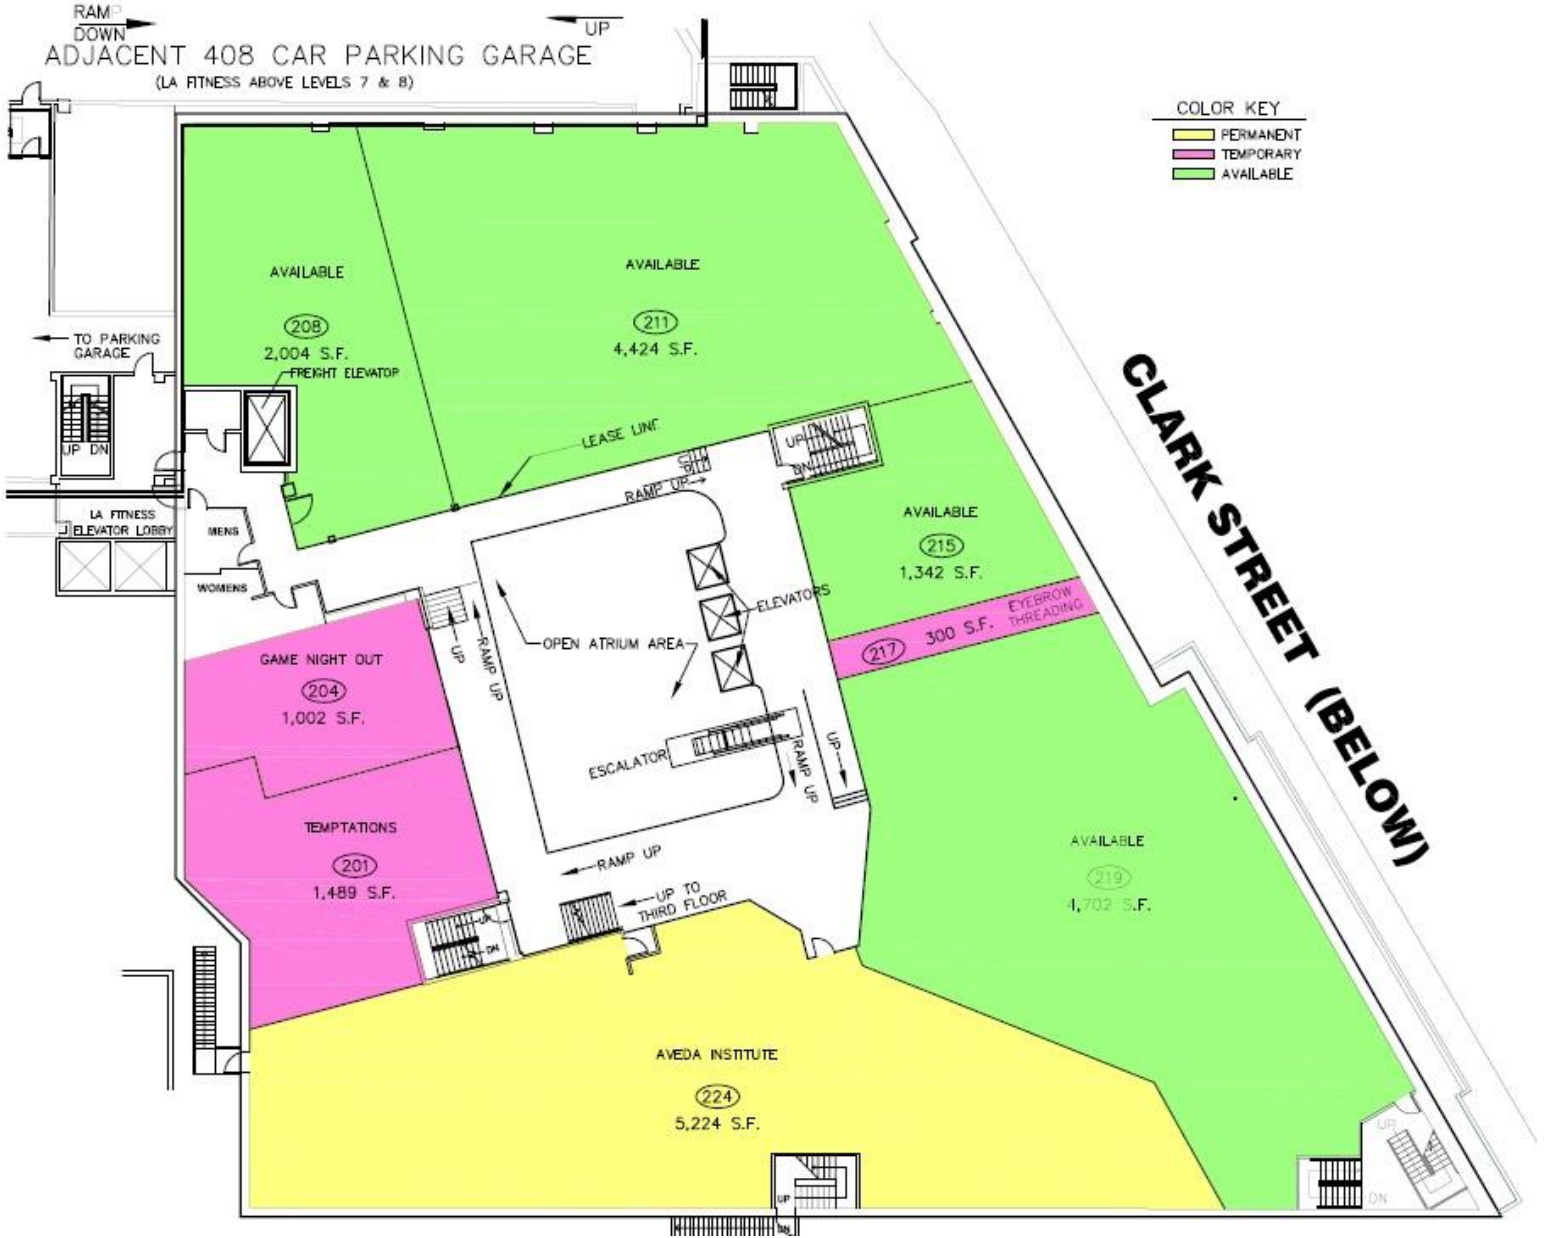 RAMP
DOWN
UP
ADJACENT 408 CAR PARKING GARAGE
(LA FITNESS ABOVE LEVELS 7 & 8)
COLOR KEY
PERMANENT
TEMPORARY
AVAILABLE
AVAILABLE
208
2,004 S.F.
FREIGHT ELEVATOR
AVAILABLE
211
4,424 S.F.
TO PARKING
GARAGE
UP DN
LEASE LINE
UP
DN
UP
RAMP UP
CLARK STREET (BELOW)
LA FITNESS
ELEVATOR LOBBY
MENS
WOMENS
AVAILABLE
215
1,342 S.F.
ELEVATORS
EYEBROW
THREADING
217 300 S.F.
OPEN ATRIUM AREA
UP
RAMP UP
GAME NIGHT OUT
204
1,002 S.F.
ESCALATOR
RAMP UP
UP
TEMPTATIONS
201
1,489 S.F.
RAMP UP
UP TO
THIRD FLOOR
UP
DN
AVAILABLE
219
4,702 S.F.
AVEDA INSTITUTE
224
5,224 S.F.
UP
DN
UP
DN